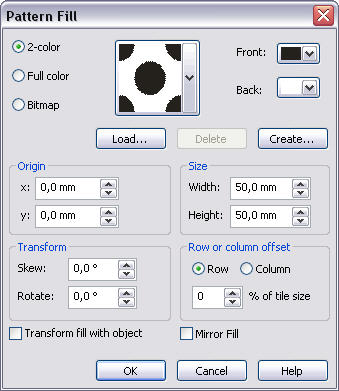 Pattern Fill
2-color
Full color
Bitmap
Front:
Back:
Load...
Delete
Create...
Origin
x: 0,0 mm
y: 0,0 mm
Size
Width: 50,0 mm
Height: 50,0 mm
Transform
Skew: 0,0 °
Rotate: 0,0 °
Row or column offset
Row
Column
0 % of tile size
Transform fill with object
Mirror Fill
OK
Cancel
Help